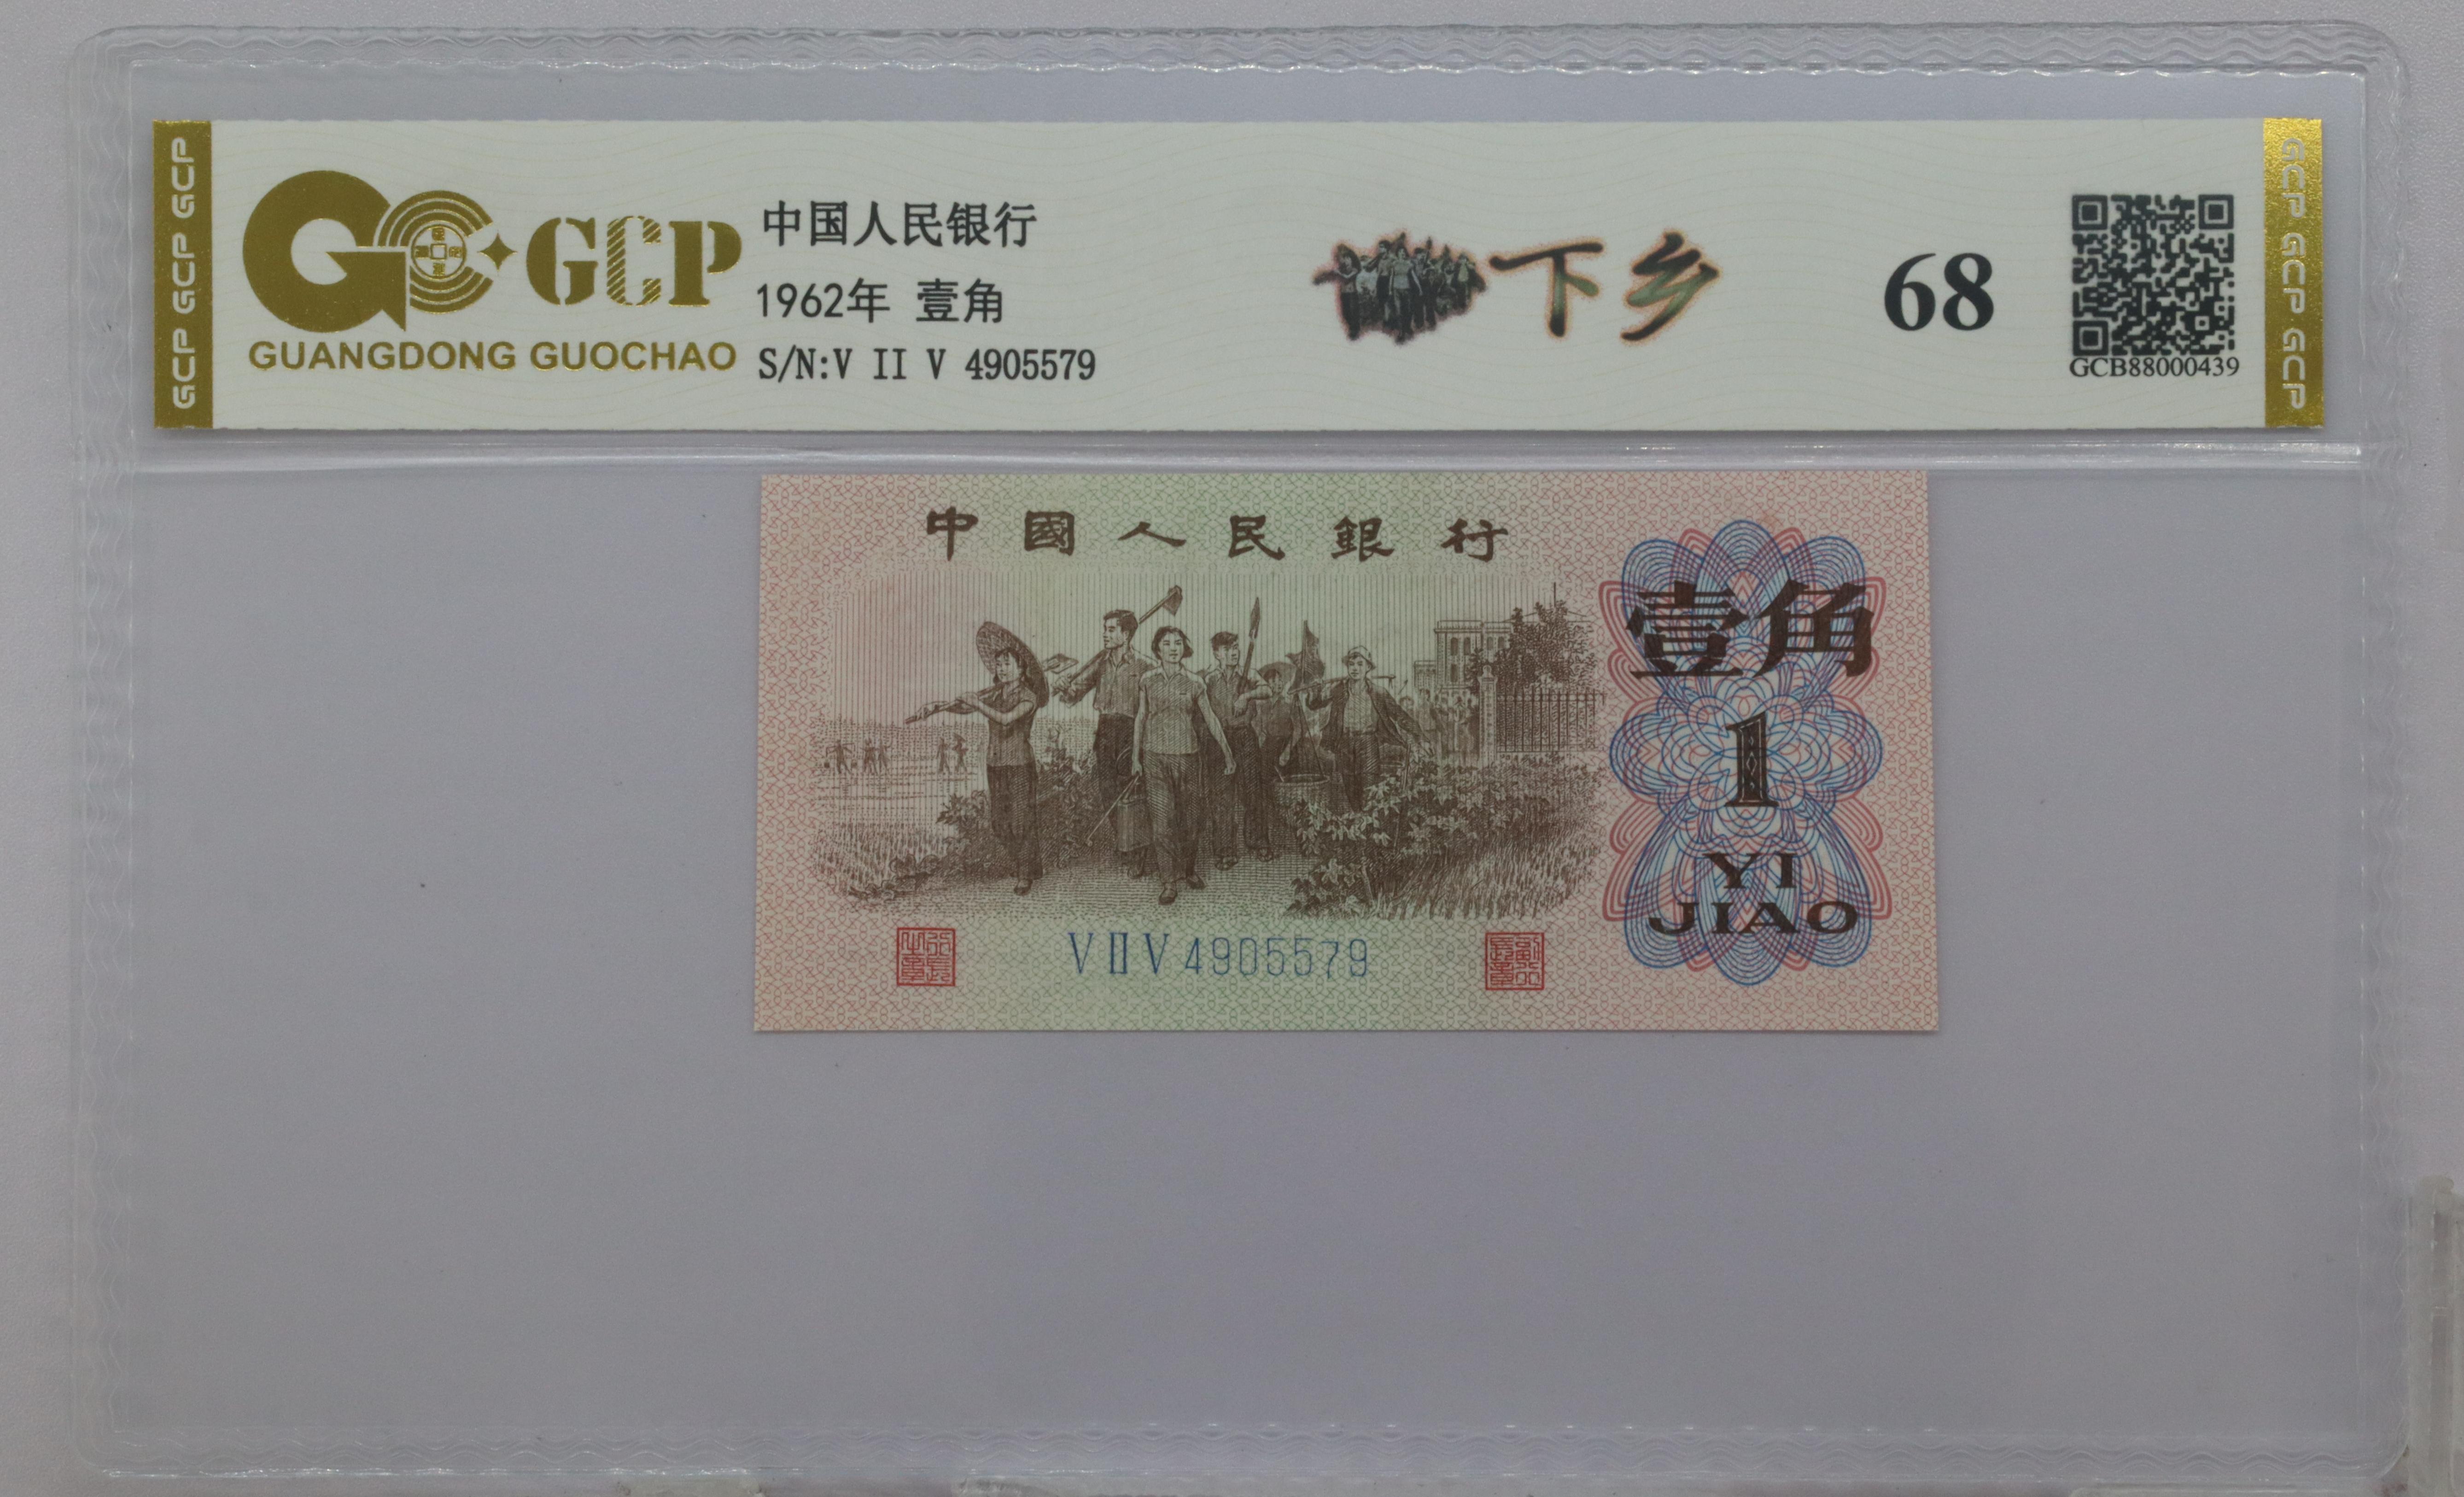 GCP GCP GCP
GCP
GUANGDONG GUOCHAO
中国人民银行
1962年 壹角
S/N:V II V 4905579
下乡
68
GCB88000439
GCP GCP GCP
中國人民銀行
壹角
1
YI
JIAO
V II V 4905579